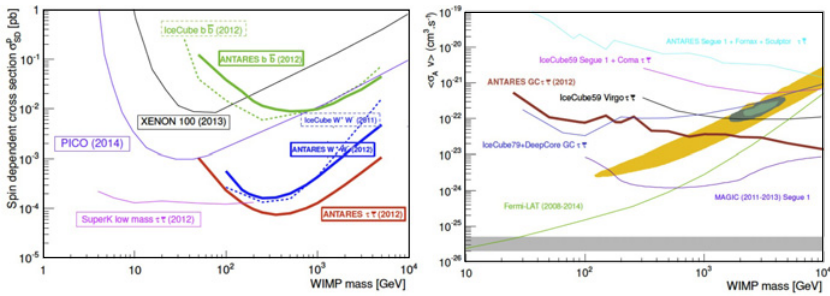 Spin dependent cross section σᵖ_SD [pb]
1
10⁻¹
10⁻²
10⁻³
10⁻⁴
10⁻⁵
IceCube b b̅ (2012)
ANTARES b b̅ (2012)
XENON 100 (2013)
PICO (2014)
IceCube W⁺W⁻ (2011)
ANTARES W⁺W⁻ (2012)
SuperK low mass τ τ̅ (2012)
ANTARES τ τ̅ (2012)
1 10 10² 10³ 10⁴
WIMP mass [GeV]
<σ_A v> (cm³.s⁻¹)
10⁻¹⁹
10⁻²⁰
10⁻²¹
10⁻²²
10⁻²³
10⁻²⁴
10⁻²⁵
10⁻²⁶
ANTARES Segue 1 + Fornax + Sculptor τ τ̅
IceCube59 Segue 1 + Coma τ τ̅
ANTARES GC τ τ̅ (2012)
IceCube59 Virgo τ τ̅
IceCube79+DeepCore GC τ τ̅
MAGIC (2011-2013) Segue 1
Fermi-LAT (2008-2014)
10 10² 10³ 10⁴
WIMP mass [GeV]